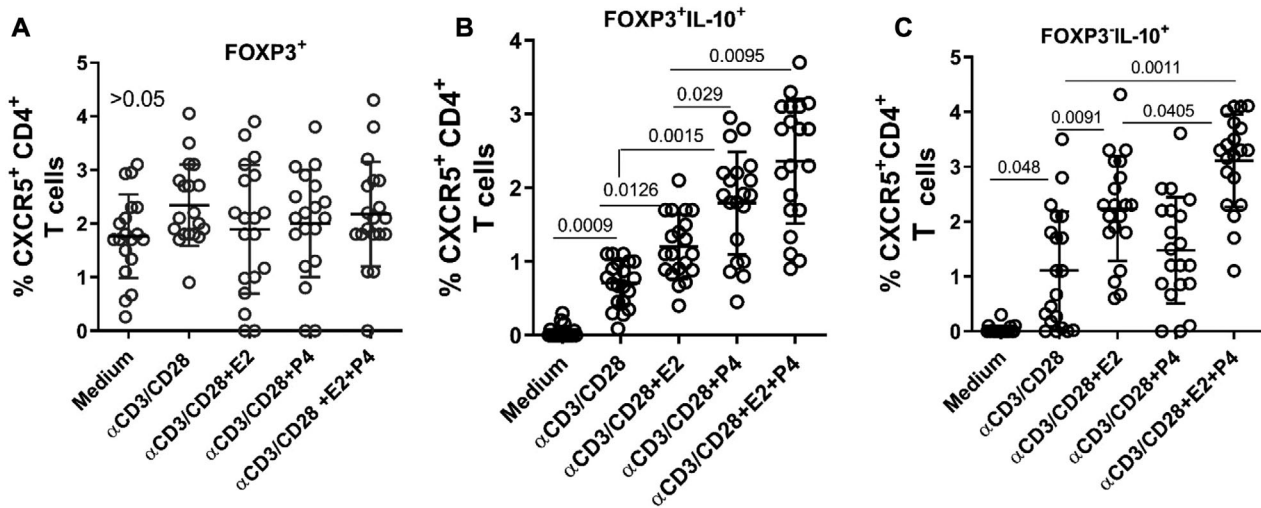 A
FOXP3⁺
% CXCR5⁺ CD4⁺
T cells
5
4
3
2
1
0
>0.05
Medium
αCD3/CD28
αCD3/CD28+E2
αCD3/CD28+P4
αCD3/CD28 +E2+P4
B
FOXP3⁺IL-10⁺
% CXCR5⁺ CD4⁺
T cells
4
3
2
1
0
0.0095
0.029
0.0015
0.0126
0.0009
Medium
αCD3/CD28
αCD3/CD28+E2
αCD3/CD28+P4
αCD3/CD28+E2+P4
C
FOXP3⁻IL-10⁺
% CXCR5⁺CD4⁺
T cells
5
4
3
2
1
0
0.0011
0.0091
0.0405
0.048
Medium
αCD3/CD28
αCD3/CD28+E2
αCD3/CD28+P4
αCD3/CD28+E2+P4